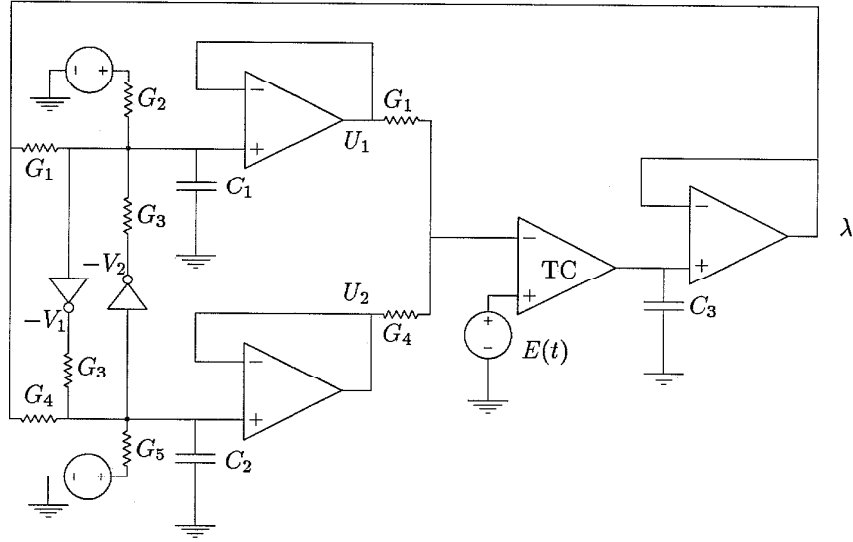 G₂
G₁
U₁
G₁
C₁
G₃
−V₂
λ
TC
U₂
−V₁
G₄
C₃
E(t)
G₃
G₄
G₅
C₂